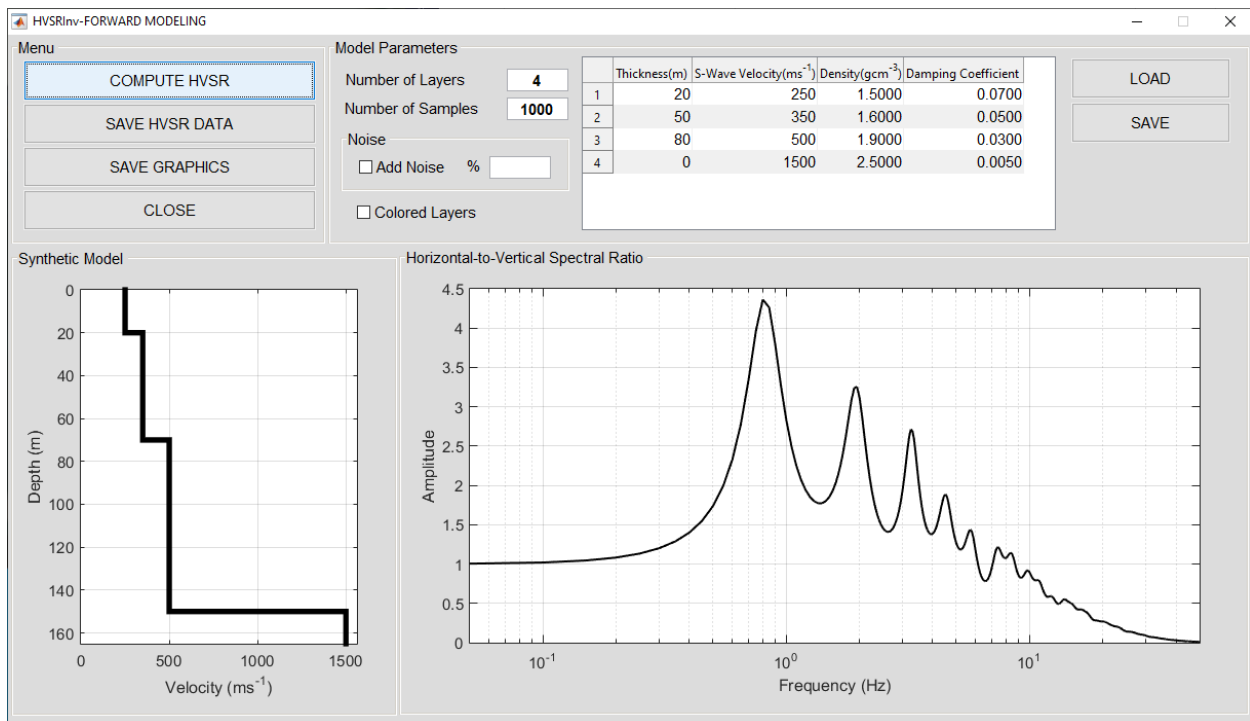 HVSRInv-FORWARD MODELING
Menu
COMPUTE HVSR
SAVE HVSR DATA
SAVE GRAPHICS
CLOSE
Model Parameters
Number of Layers 4
Number of Samples 1000
Noise
Add Noise % 
Colored Layers
Thickness(m) S-Wave Velocity(ms⁻¹) Density(gcm⁻³) Damping Coefficient
1 20 250 1.5000 0.0700
2 50 350 1.6000 0.0500
3 80 500 1.9000 0.0300
4 0 1500 2.5000 0.0050
LOAD
SAVE
Synthetic Model
0
20
40
60
80
100
120
140
160
Depth (m)
0 500 1000 1500
Velocity (ms⁻¹)
Horizontal-to-Vertical Spectral Ratio
4.5
4
3.5
3
2.5
2
1.5
1
0.5
0
Amplitude
10⁻¹ 10⁰ 10¹
Frequency (Hz)